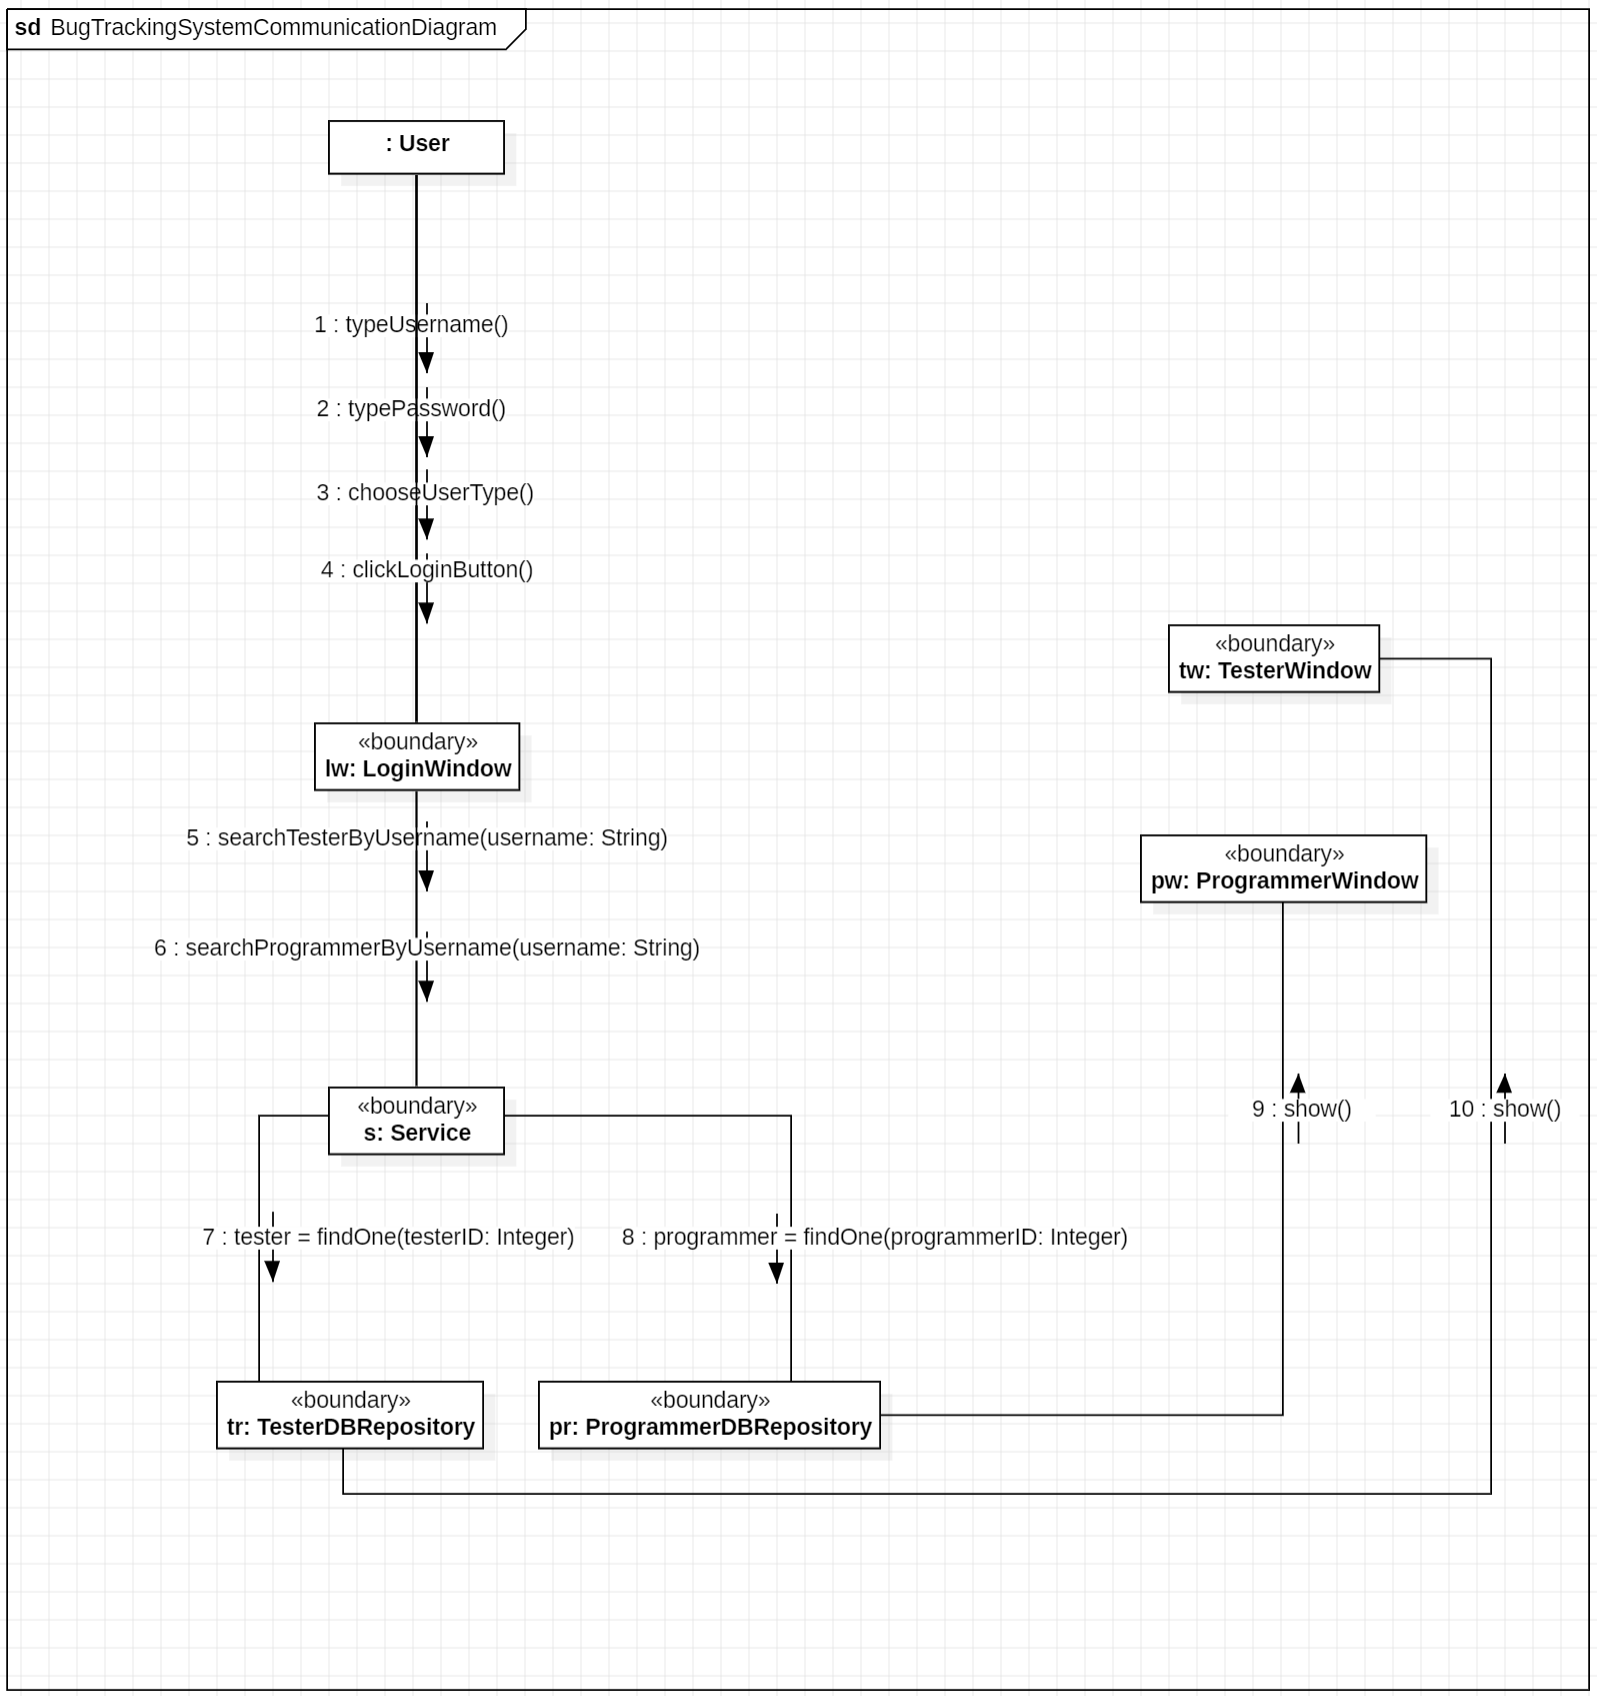 sd BugTrackingSystemCommunicationDiagram
: User
1 : typeUsername()
2 : typePassword()
3 : chooseUserType()
4 : clickLoginButton()
«boundary»
tw: TesterWindow
«boundary»
lw: LoginWindow
5 : searchTesterByUsername(username: String)
«boundary»
pw: ProgrammerWindow
6 : searchProgrammerByUsername(username: String)
«boundary»
s: Service
9 : show()
10 : show()
7 : tester = findOne(testerID: Integer)
8 : programmer = findOne(programmerID: Integer)
«boundary»
tr: TesterDBRepository
«boundary»
pr: ProgrammerDBRepository